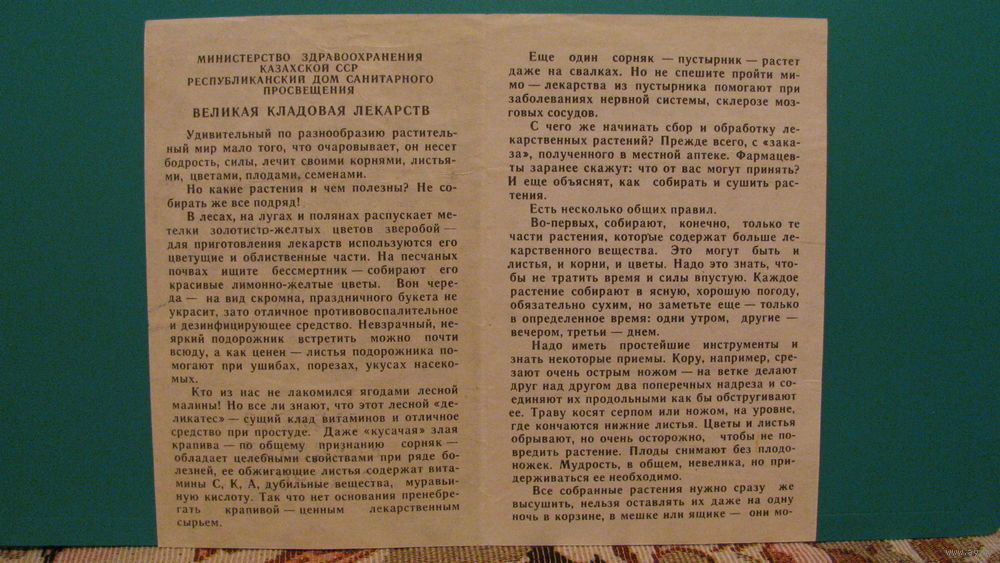 МИНИСТЕРСТВО ЗДРАВООХРАНЕНИЯ
КАЗАХСКОЙ ССР
РЕСПУБЛИКАНСКИЙ ДОМ САНИТАРНОГО
ПРОСВЕЩЕНИЯ
ВЕЛИКАЯ КЛАДОВАЯ ЛЕКАРСТВ
Удивительный по разнообразию раститель-
ный мир мало того, что очаровывает, он несет
бодрость, силы, лечит своими корнями, листья-
ми, цветами, плодами, семенами.
Но какие растения и чем полезны? Не со-
бирать же все подряд!
В лесах, на лугах и полянах распускает ме-
телки золотисто-желтых цветов зверобой —
для приготовления лекарств используются его
цветущие и облиственные части. На песчаных
почвах ищите бессмертник — собирают его
красивые лимонно-желтые цветы. Вон чере-
да — на вид скромна, праздничного букета не
украсит, зато отличное противовоспалительное
и дезинфицирующее средство. Невзрачный, не-
яркий подорожник встретить можно почти
всюду, а как ценен — листья подорожника по-
могают при ушибах, порезах, укусах насеко-
мых.
Кто из нас не лакомился ягодами лесной
малины! Но все ли знают, что этот лесной «де-
ликатес» — сущий клад витаминов и отличное
средство при простуде. Даже «кусачая» злая
крапива — по общему признанию сорняк —
обладает целебными свойствами при ряде бо-
лезней, ее обжигающие листья содержат вита-
мины С, К, А, дубильные вещества, муравьи-
ную кислоту. Так что нет основания пренебре-
гать крапивой — ценным лекарственным
сырьем.
Еще один сорняк — пустырник — растет
даже на свалках. Но не спешите пройти ми-
мо — лекарства из пустырника помогают при
заболеваниях нервной системы, склерозе моз-
говых сосудов.
С чего же начинать сбор и обработку ле-
карственных растений? Прежде всего, с «зака-
за», полученного в местной аптеке. Фармацев-
ты заранее скажут: что от вас могут принять?
И еще объяснят, как собирать и сушить рас-
тения.
Есть несколько общих правил.
Во-первых, собирают, конечно, только те
части растения, которые содержат больше ле-
карственного вещества. Это могут быть и
листья, и корни, и цветы. Надо это знать, что-
бы не тратить время и силы впустую. Каждое
растение собирают в ясную, хорошую погоду,
обязательно сухим, но заметьте еще — только
в определенное время: одни утром, другие —
вечером, третьи — днем.
Надо иметь простейшие инструменты и
знать некоторые приемы. Кору, например, сре-
зают очень острым ножом — на ветке делают
друг над другом два поперечных надреза и со-
единяют их продольными как бы обстругивают
ее. Траву косят серпом или ножом, на уровне,
где кончаются нижние листья. Цветы и листья
обрывают, но очень осторожно, чтобы не по-
вредить растение. Плоды снимают без плодо-
ножек. Мудрость, в общем, невелика, но при-
держиваться ее необходимо.
Все собранные растения нужно сразу же
высушить, нельзя оставлять их даже на одну
ночь в корзине, в мешке или ящике — они мо-